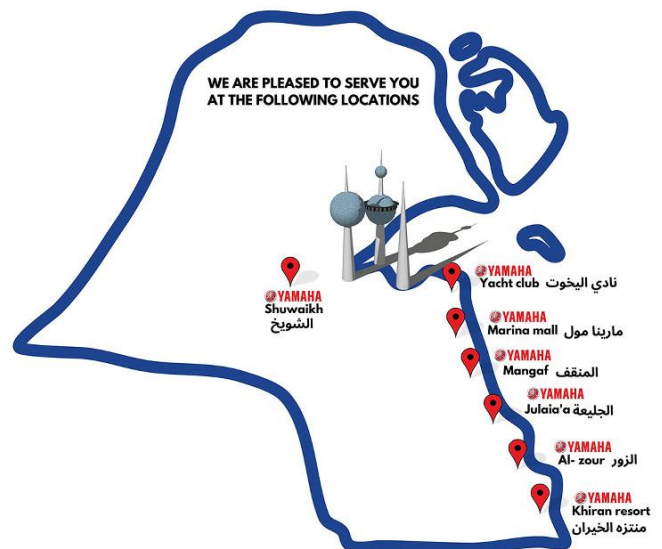 WE ARE PLEASED TO SERVE YOU
AT THE FOLLOWING LOCATIONS
YAMAHA
Shuwaikh
الشويخ
YAMAHA
Yacht club نادي اليخوت
YAMAHA
Marina mall مارينا مول
YAMAHA
Mangaf المنقف
YAMAHA
Julaia'a الجليعة
YAMAHA
Al- zour الزور
YAMAHA
Khiran resort
منتزه الخيران